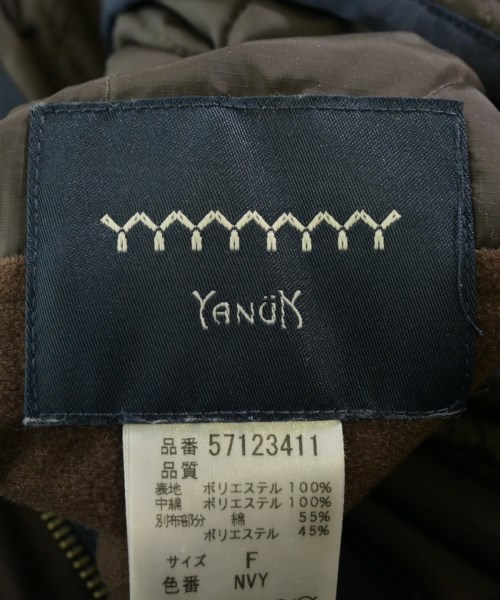 YANÜK
品番 57123411
品質
表地 ポリエステル 100%
中綿 ポリエステル 100%
別布部分 綿 55%
ポリエステル 45%
サイズ F
色番 NVY